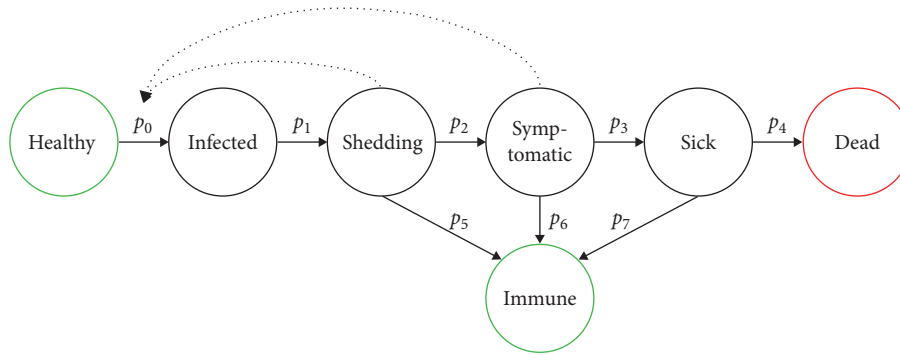 p0
p1
p2
p3
p4
Healthy
Infected
Shedding
Symp-
tomatic
Sick
Dead
p5
p6
p7
Immune